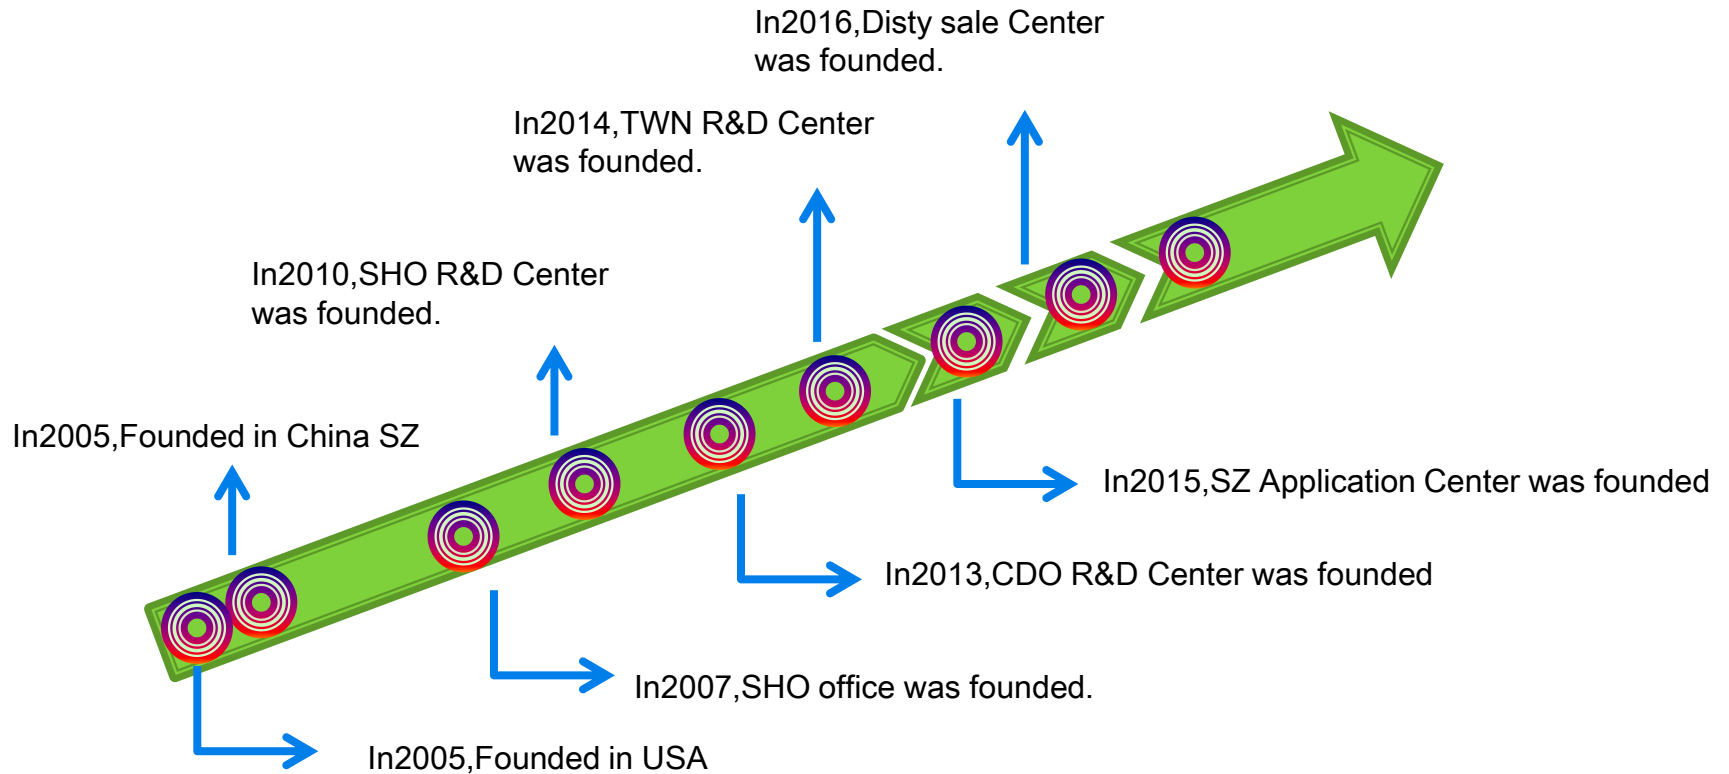 In2016,Disty sale Center
was founded.
In2014,TWN R&D Center
was founded.
In2010,SHO R&D Center
was founded.
In2005,Founded in China SZ
In2015,SZ Application Center was founded
In2013,CDO R&D Center was founded
In2007,SHO office was founded.
In2005,Founded in USA